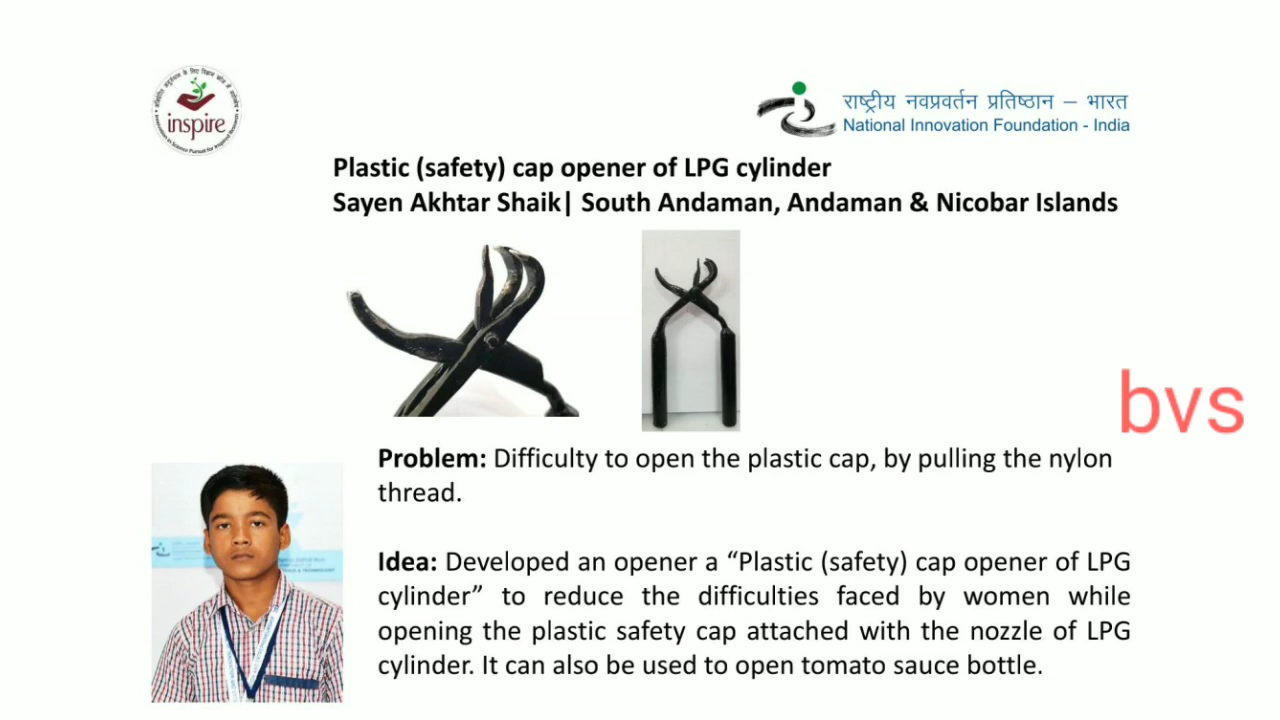 inspire
राष्ट्रीय नवप्रवर्तन प्रतिष्ठान – भारत
National Innovation Foundation - India
Plastic (safety) cap opener of LPG cylinder
Sayen Akhtar Shaik| South Andaman, Andaman & Nicobar Islands
bvs
Problem: Difficulty to open the plastic cap, by pulling the nylon
thread.
Idea: Developed an opener a “Plastic (safety) cap opener of LPG
cylinder” to reduce the difficulties faced by women while
opening the plastic safety cap attached with the nozzle of LPG
cylinder. It can also be used to open tomato sauce bottle.